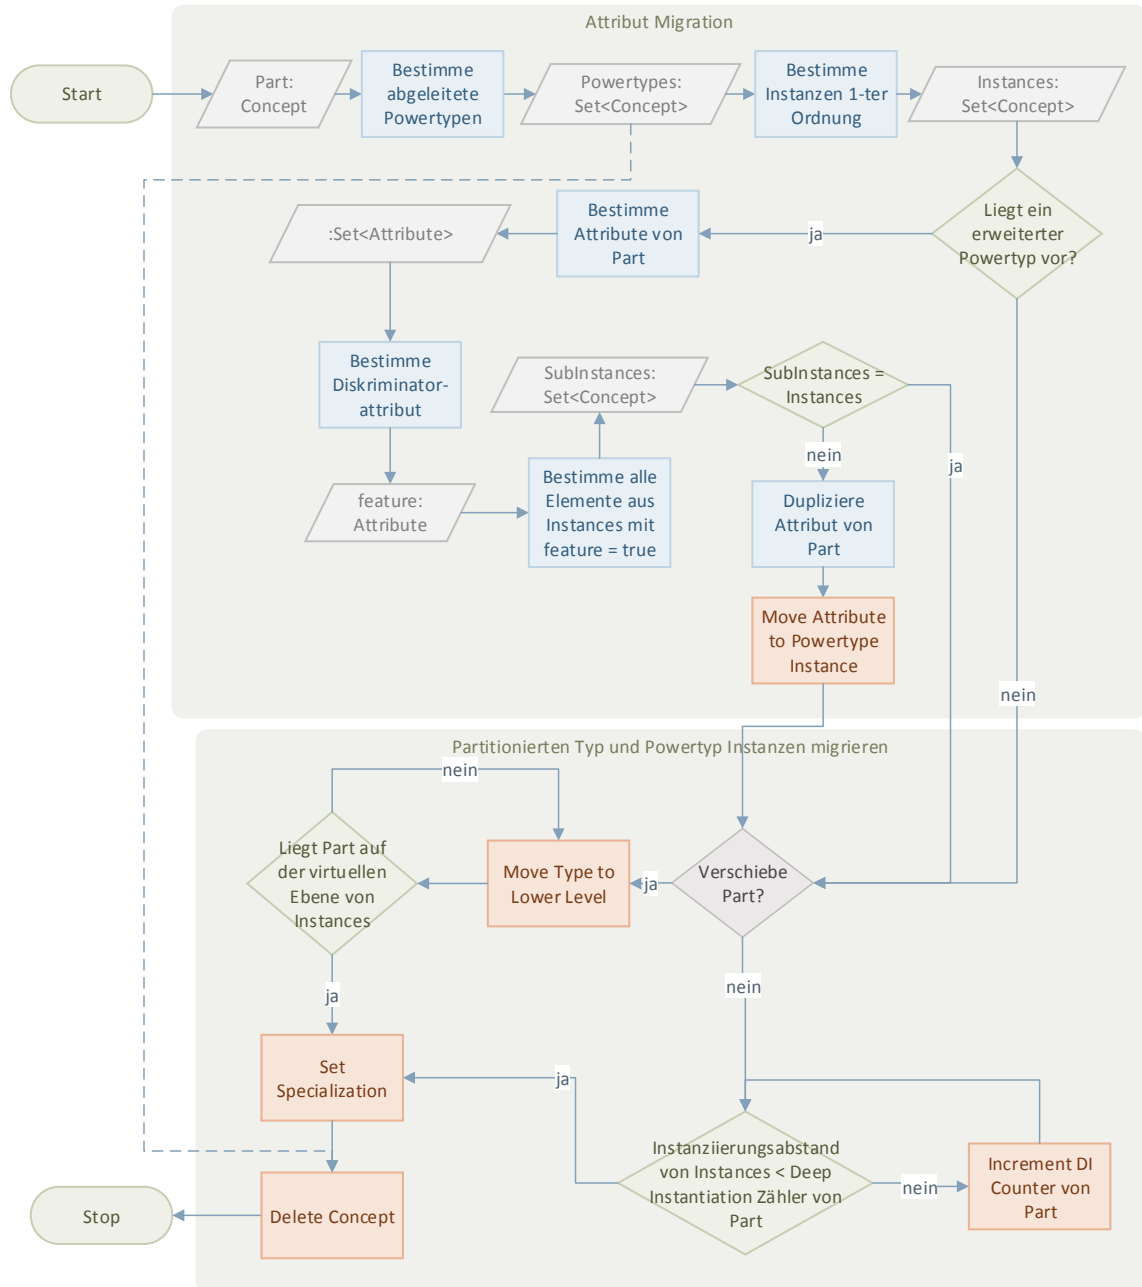 Attribut Migration
Start
Part:
Concept
Bestimme
abgeleitete
Powertypen
Powertypes:
Set<Concept>
Bestimme
Instanzen 1-ter
Ordnung
Instances:
Set<Concept>
Liegt ein
erweiterter
Powertyp vor?
ja
Bestimme
Attribute von
Part
:Set<Attribute>
Bestimme
Diskriminator-
attribut
feature:
Attribute
Bestimme alle
Elemente aus
Instances mit
feature = true
SubInstances:
Set<Concept>
SubInstances =
Instances
nein
ja
Dupliziere
Attribut von
Part
Move Attribute
to Powertype
Instance
nein
Partitionierten Typ und Powertyp Instanzen migrieren
nein
Liegt Part auf
der virtuellen
Ebene von
Instances
Move Type to
Lower Level
ja
Verschiebe
Part?
ja
nein
Set
Specialization
ja
Instanziierungsabstand
von Instances < Deep
Instantiation Zähler von
Part
nein
Increment DI
Counter von
Part
Delete Concept
Stop